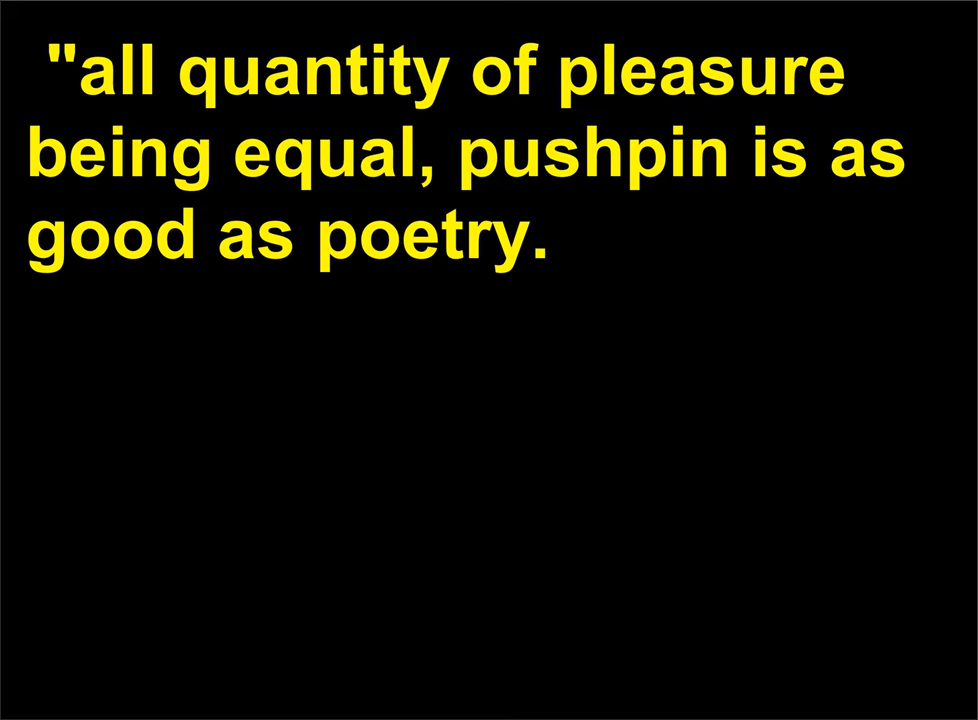 "all quantity of pleasure
being equal, pushpin is as
good as poetry.